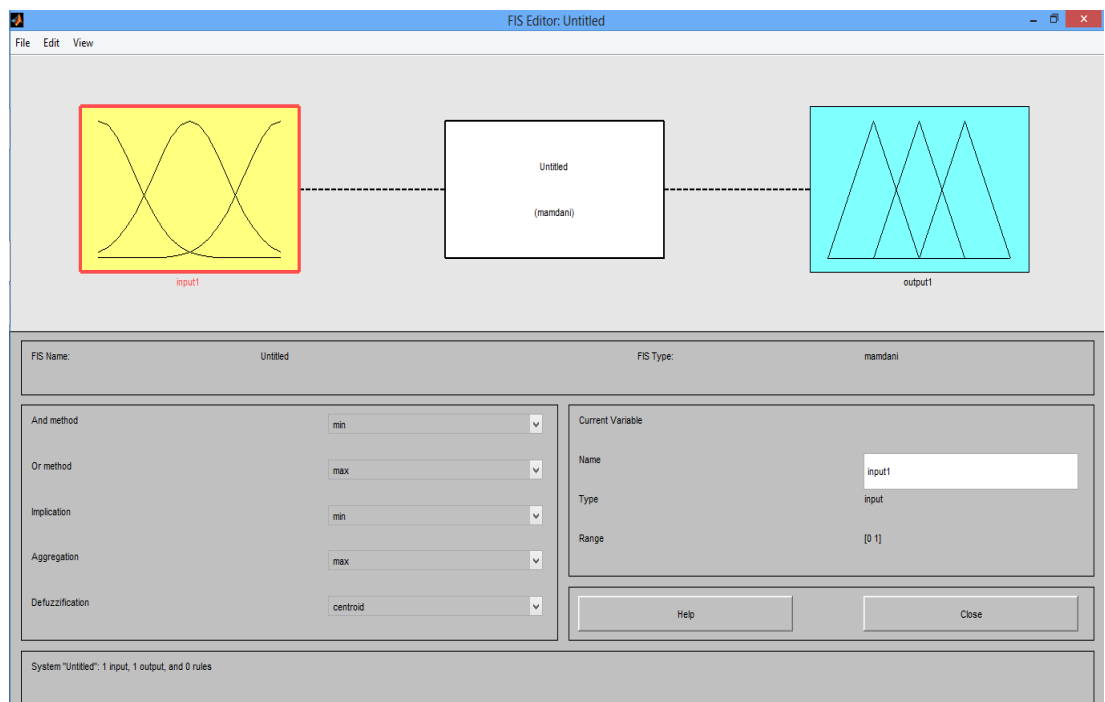 FIS Editor: Untitled
File Edit View
Untitled
(mamdani)
input1
output1
FIS Name: Untitled FIS Type: mamdani
And method min
Or method max
Implication min
Aggregation max
Defuzzification centroid
Current Variable
Name input1
Type input
Range [0 1]
Help Close
System "Untitled": 1 input, 1 output, and 0 rules